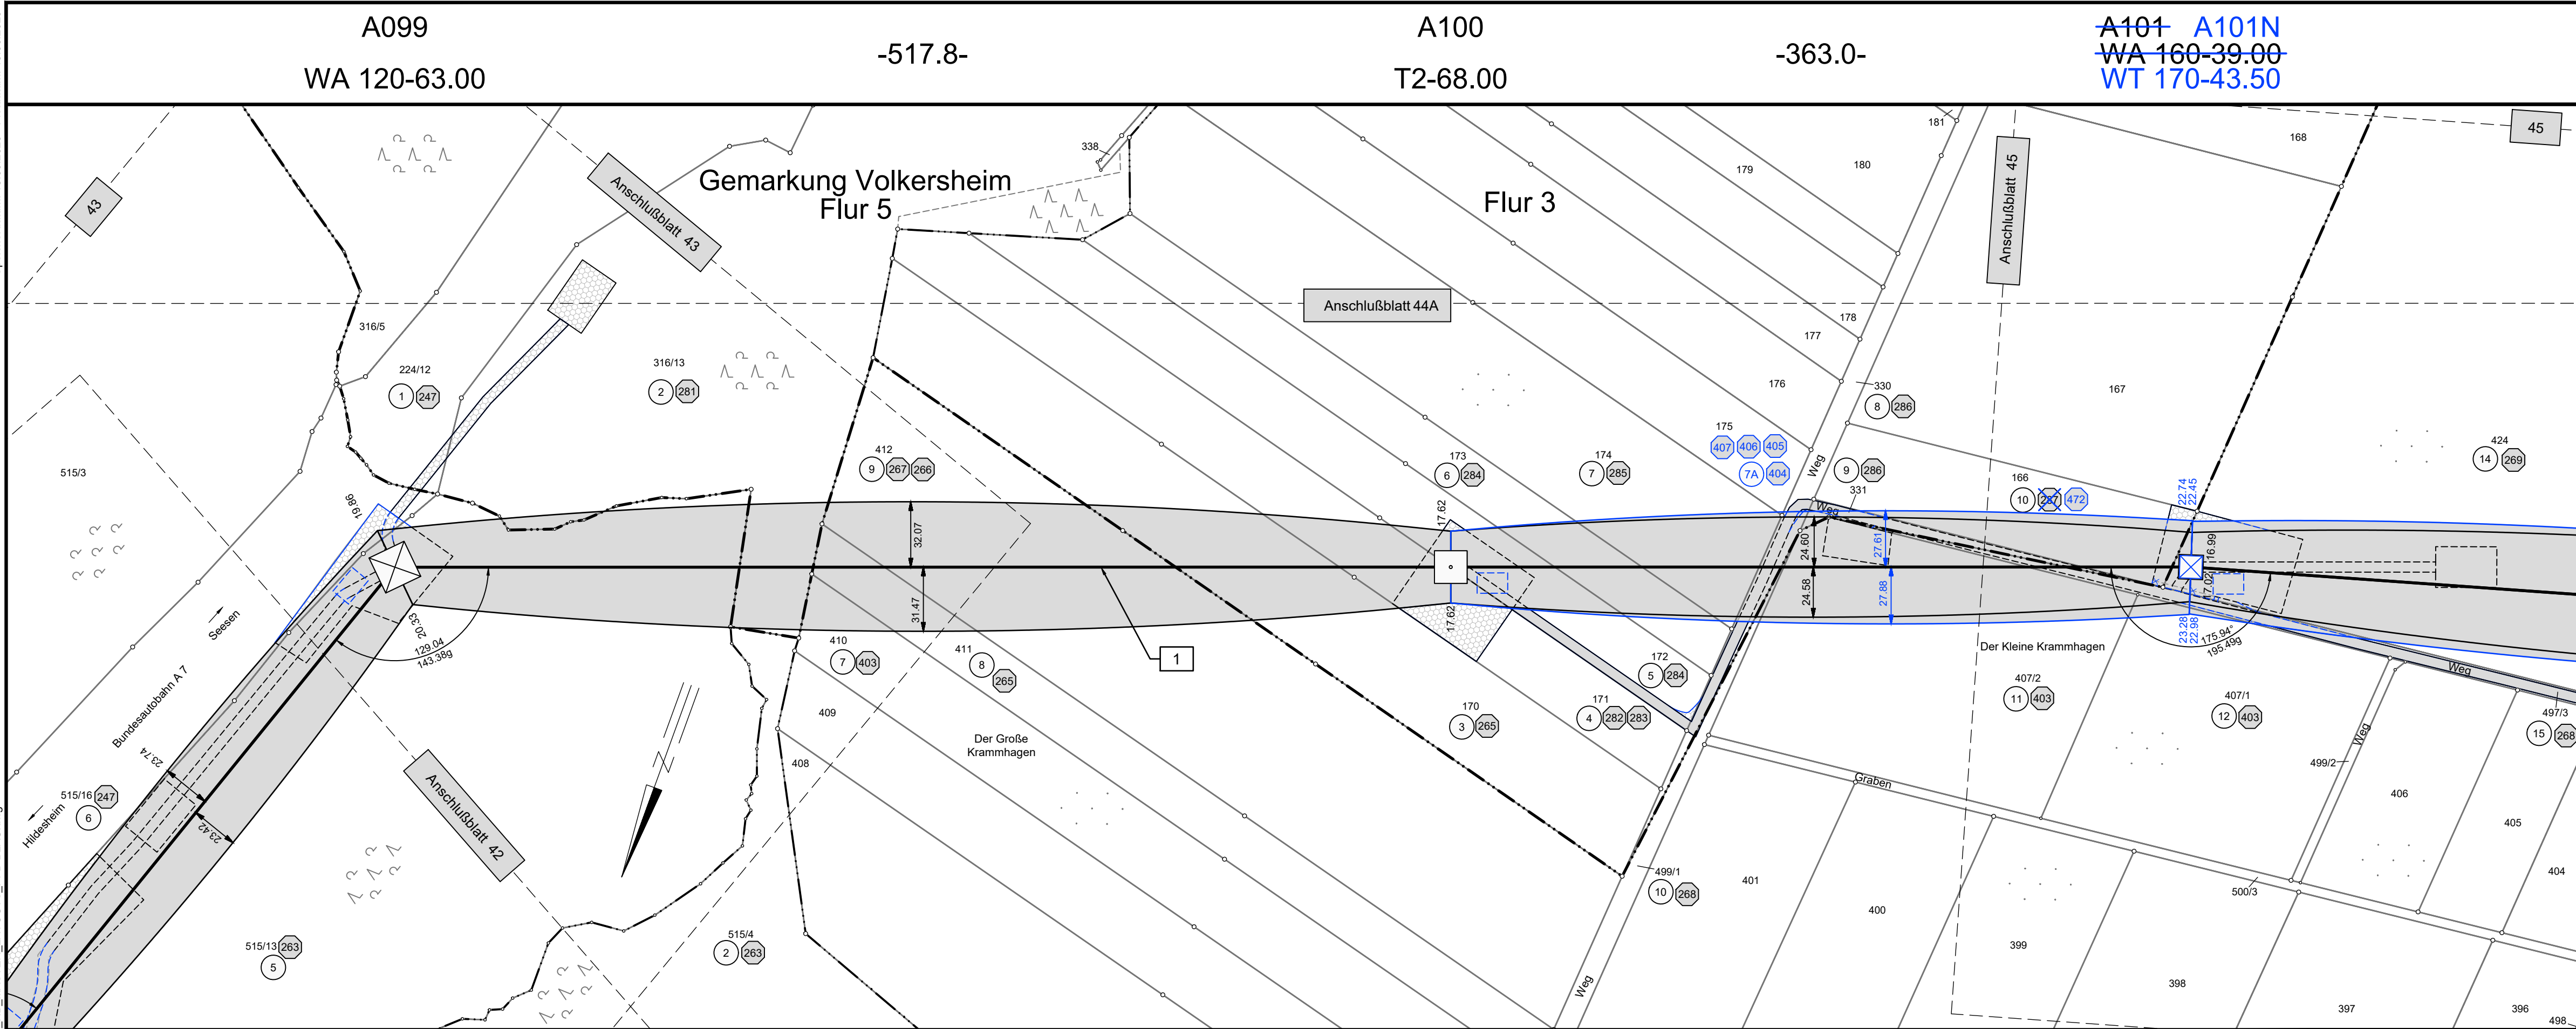 A099
WA 120-63.00
-517.8-
A100
T2-68.00
-363.0-
A101 A101N
WA 160-39.00
WT 170-43.50
43
Anschlußblatt 43
Gemarkung Volkersheim
Flur 5
338
Flur 3
181
179
180
Anschlußblatt 45
168
45
Anschlußblatt 44A
316/5
224/12
1 247
316/13
2 281
178
177
176
330
8 286
167
515/3
412
9 267 266
173
6 284
174
7 285
175
407 406 405
7A 404
Weg
9 286
331
Weg
166
10 287 472
424
14 269
19.86
32.07
31.47
17.62
17.62
24.60
24.58
27.61
27.88
22.74
22.45
16.99
17.02
23.28
22.98
175.94°
195.49g
20.33
129.04
143.38g
1
Seesen
Bundesautobahn A 7
Hildesheim
410
7 403
411
8
265
409
408
Der Große
Krammhagen
172
5 284
171
4 282 283
170
3 265
Der Kleine Krammhagen
407/2
11 403
407/1
12 403
Weg
497/3
15 268
23.74
23.42
515/16 247
6
Anschlußblatt 42
Graben
Weg
499/2
406
405
404
499/1
10 268
401
400
399
398
397
396
498
500/3
Weg
515/13 263
5
515/4
2 263